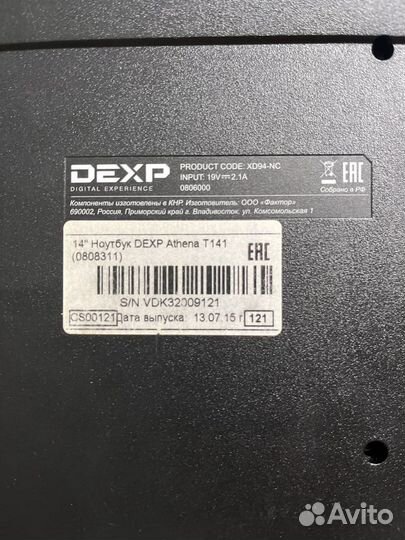 DEXP
DIGITAL EXPERIENCE
PRODUCT CODE: XD94-NC
INPUT: 19V⎓2.1A
0806000
EAC
Собрано в РФ
Компоненты изготовлены в КНР. Изготовитель: ООО «Фактор»
690002, Россия, Приморский край г. Владивосток, ул. Комсомольская 1
14" Ноутбук DEXP Athena T141
(0808311)
EAC
S/N VDK32009121
CS00121 Дата выпуска: 13.07.15 г 121
Avito